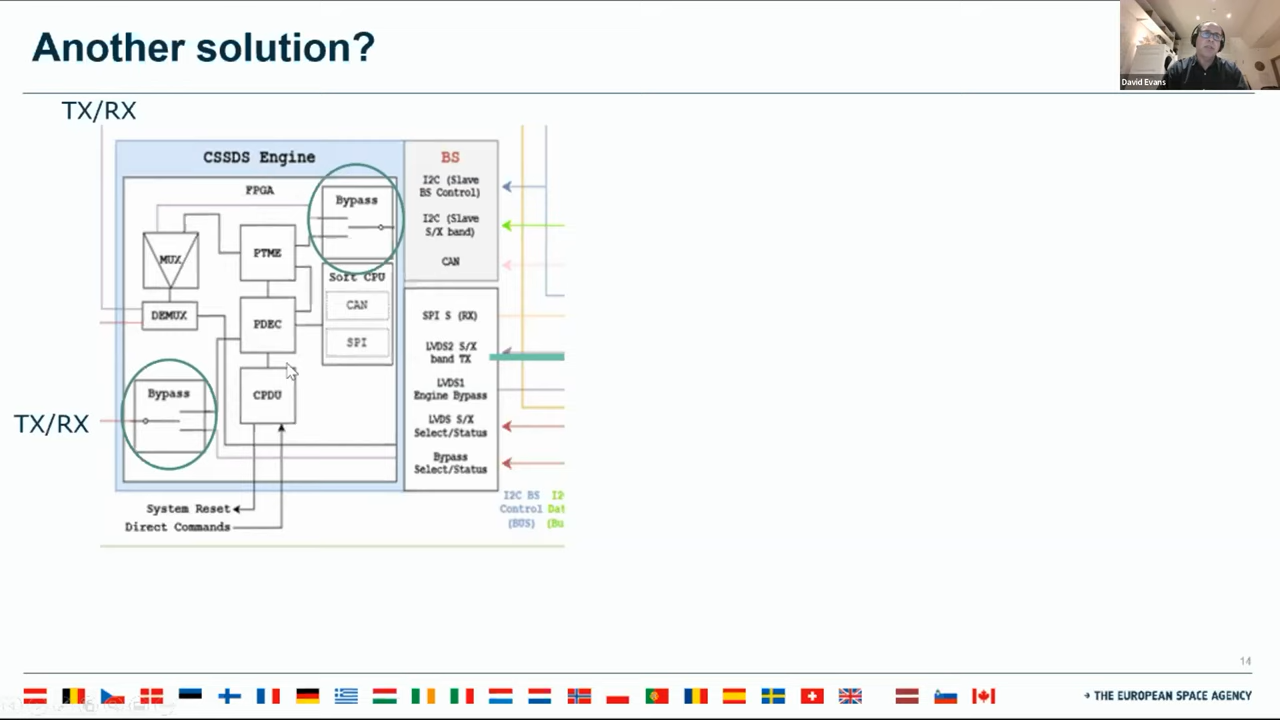 Another solution?
David Evans
TX/RX
CSSDS Engine
FPGA
Bypass
MUX
PTME
Soft CPU
CAN
DEMUX
PDEC
SPI
Bypass
CPDU
TX/RX
System Reset
Direct Commands
BS
I2C (Slave
BS Control)
I2C (Slave
S/X band)
CAN
SPI S (RX)
LVDS2 S/X
band TX
LVDS1
Engine Bypass
LVDS S/X
Select/Status
Bypass
Select/Status
I2C BS
Control
(BUS)
I2
Dat
(Bu
14
→ THE EUROPEAN SPACE AGENCY